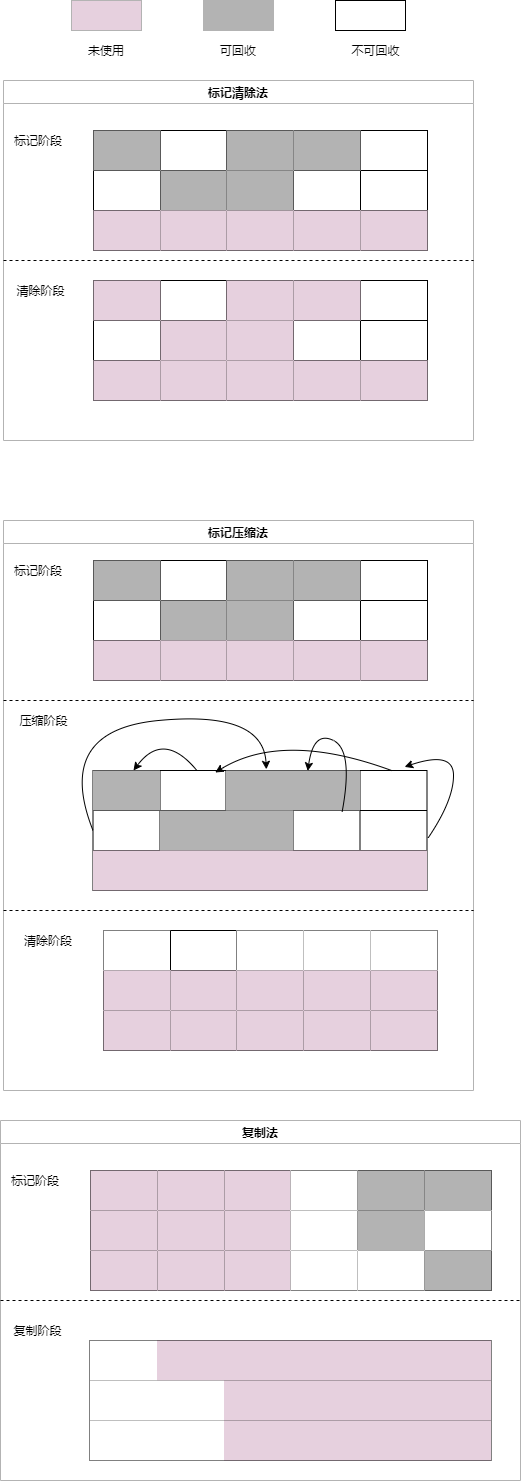 未使用
可回收
不可回收
标记清除法
标记阶段
清除阶段
标记压缩法
标记阶段
压缩阶段
清除阶段
复制法
标记阶段
复制阶段